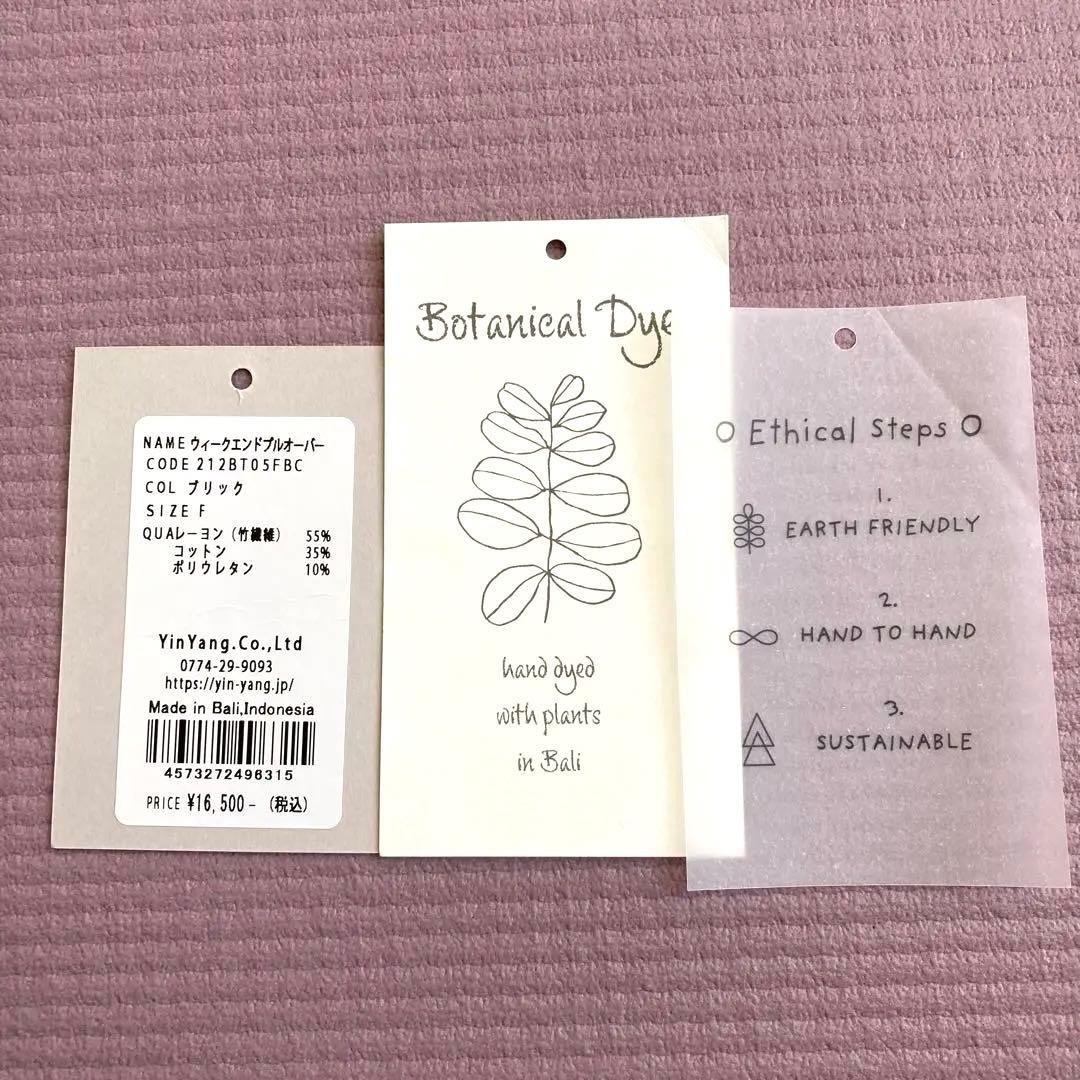 NAME ウィークエンドプルオーバー
CODE 212BT05FBC
COL ブリック
SIZE F
QUAレーヨン（竹繊維） 55%
コットン 35%
ポリウレタン 10%
YinYang.Co.,Ltd
0774-29-9093
https://yin-yang.jp/
Made in Bali,Indonesia
4573272496315
PRICE ¥16,500-（税込）
Botanical Dye
hand dyed
with plants
in Bali
O Ethical Steps O
1.
EARTH FRIENDLY
2.
HAND TO HAND
3.
SUSTAINABLE